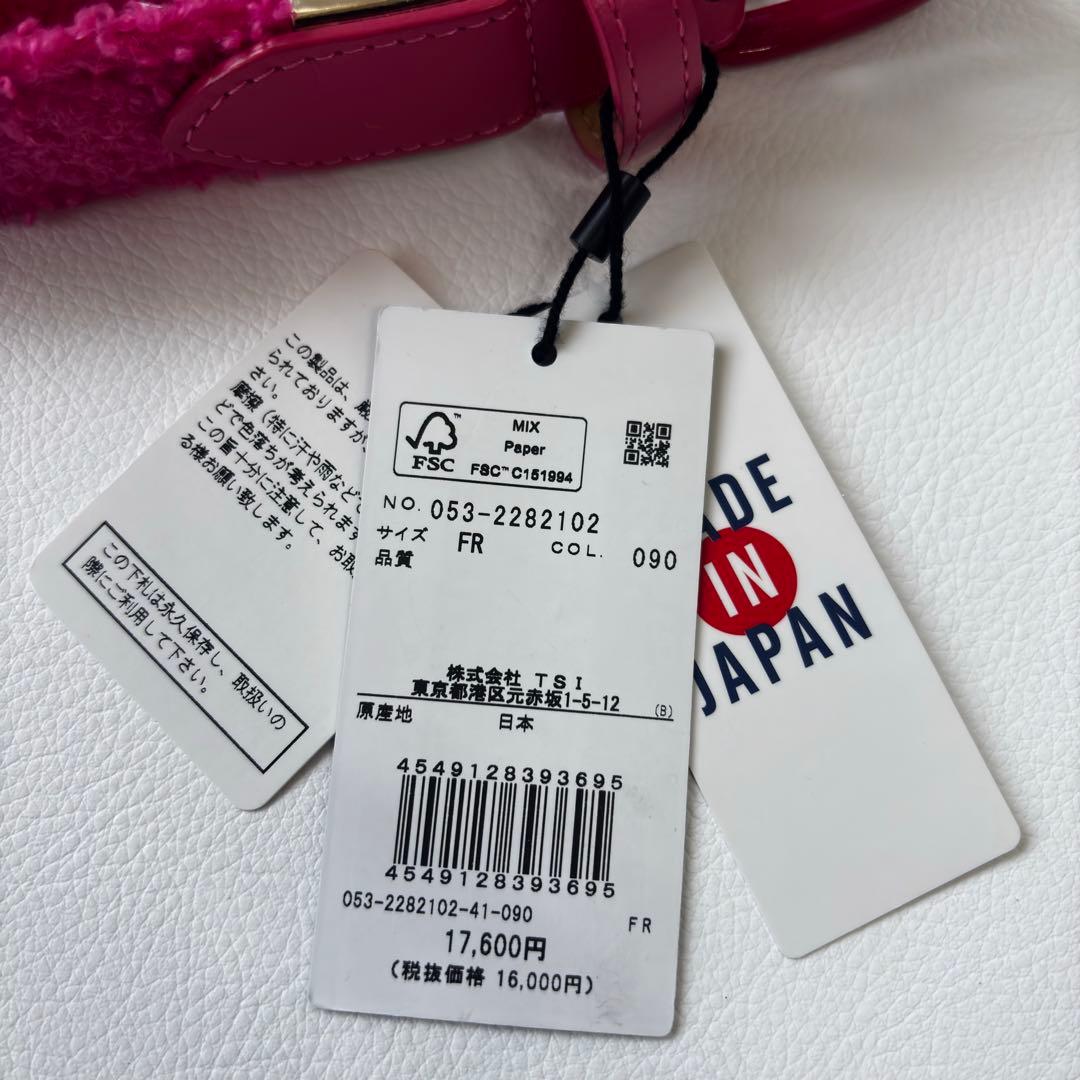 この製品は、
られておりますが
さい。
摩擦（特に汗や雨など
どで色落ちが考えられます
この旨十分に注意して、お取
る様お願い致します。
この下札は永久保存し、取扱いの
際にご利用して下さい。
FSC™
MIX
Paper
FSC™ C151994
NO. 053-2282102
サイズ FR COL. 090
品質
株式会社 TSI
東京都港区元赤坂1-5-12 (B)
原産地 日本
4549128393695
4549128393695
053-2282102-41-090 FR
17,600円
(税抜価格 16,000円)
ADE
IN
JAPAN